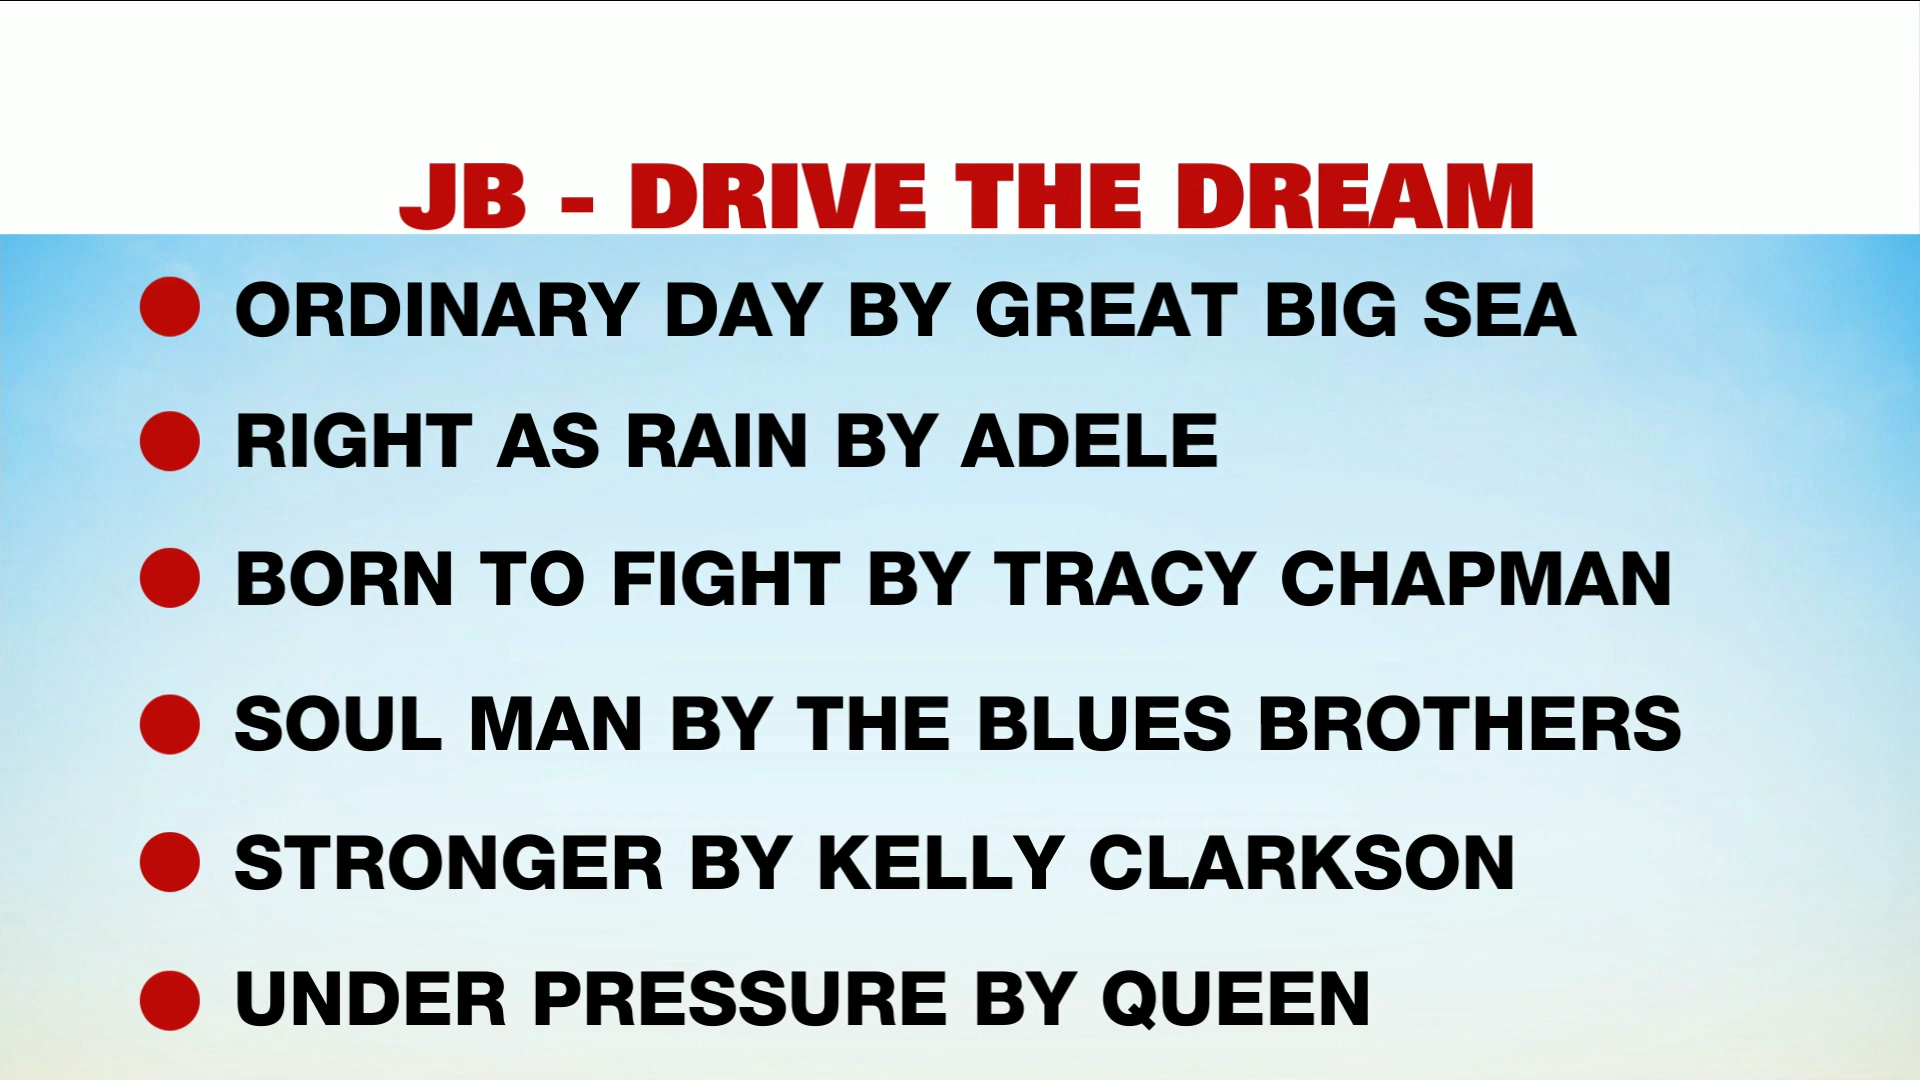 JB - DRIVE THE DREAM
ORDINARY DAY BY GREAT BIG SEA
RIGHT AS RAIN BY ADELE
BORN TO FIGHT BY TRACY CHAPMAN
SOUL MAN BY THE BLUES BROTHERS
STRONGER BY KELLY CLARKSON
UNDER PRESSURE BY QUEEN